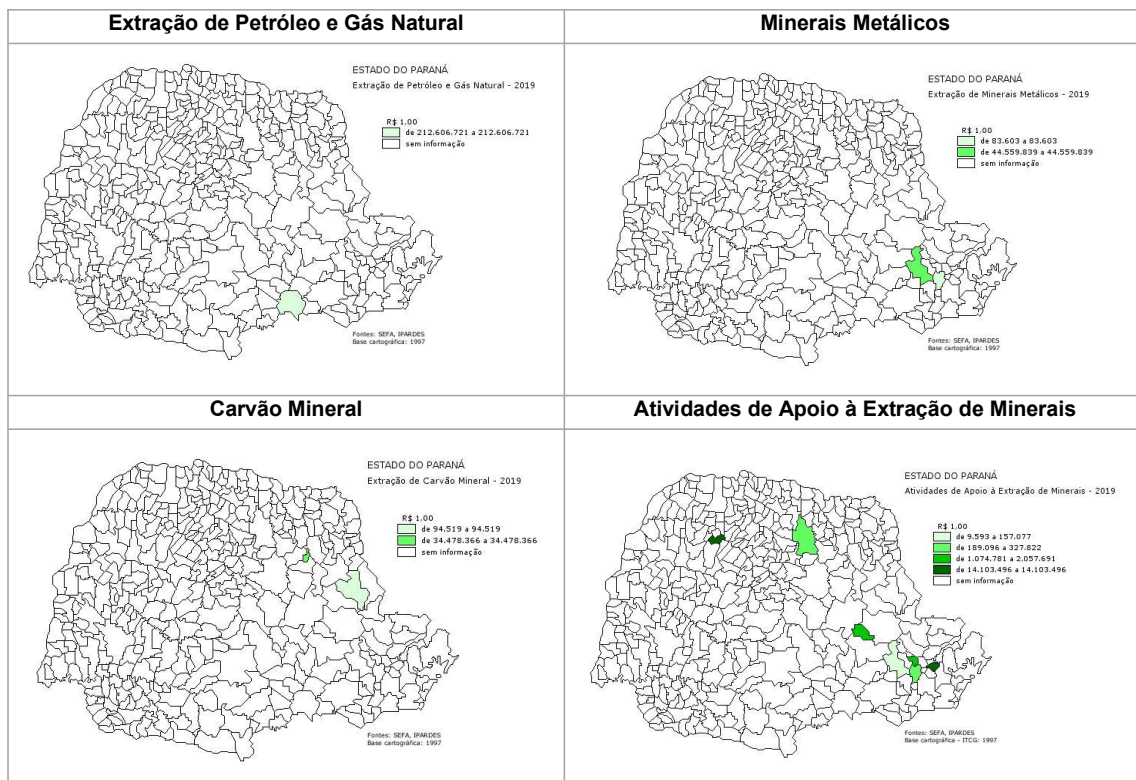 Extração de Petróleo e Gás Natural
ESTADO DO PARANÁ
Extração de Petróleo e Gás Natural - 2019
R$ 1,00
de 212.606.721 a 212.606.721
sem informação
Fontes: SEFA, IPARDES
Base cartográfica: 1997
Minerais Metálicos
ESTADO DO PARANÁ
Extração de Minerais Metálicos - 2019
R$ 1,00
de 83.603 a 83.603
de 44.559.839 a 44.559.839
sem informação
Fontes: SEFA, IPARDES
Base cartográfica: 1997
Carvão Mineral
ESTADO DO PARANÁ
Extração de Carvão Mineral - 2019
R$ 1,00
de 94.519 a 94.519
de 34.478.366 a 34.478.366
sem informação
Fontes: SEFA, IPARDES
Base cartográfica: 1997
Atividades de Apoio à Extração de Minerais
ESTADO DO PARANÁ
Atividades de Apoio à Extração de Minerais - 2019
R$ 1,00
de 9.593 a 157.077
de 189.096 a 327.822
de 1.074.781 a 2.057.691
de 14.103.496 a 14.103.496
sem informação
Fontes: SEFA, IPARDES
Base cartográfica - ITCG: 1997